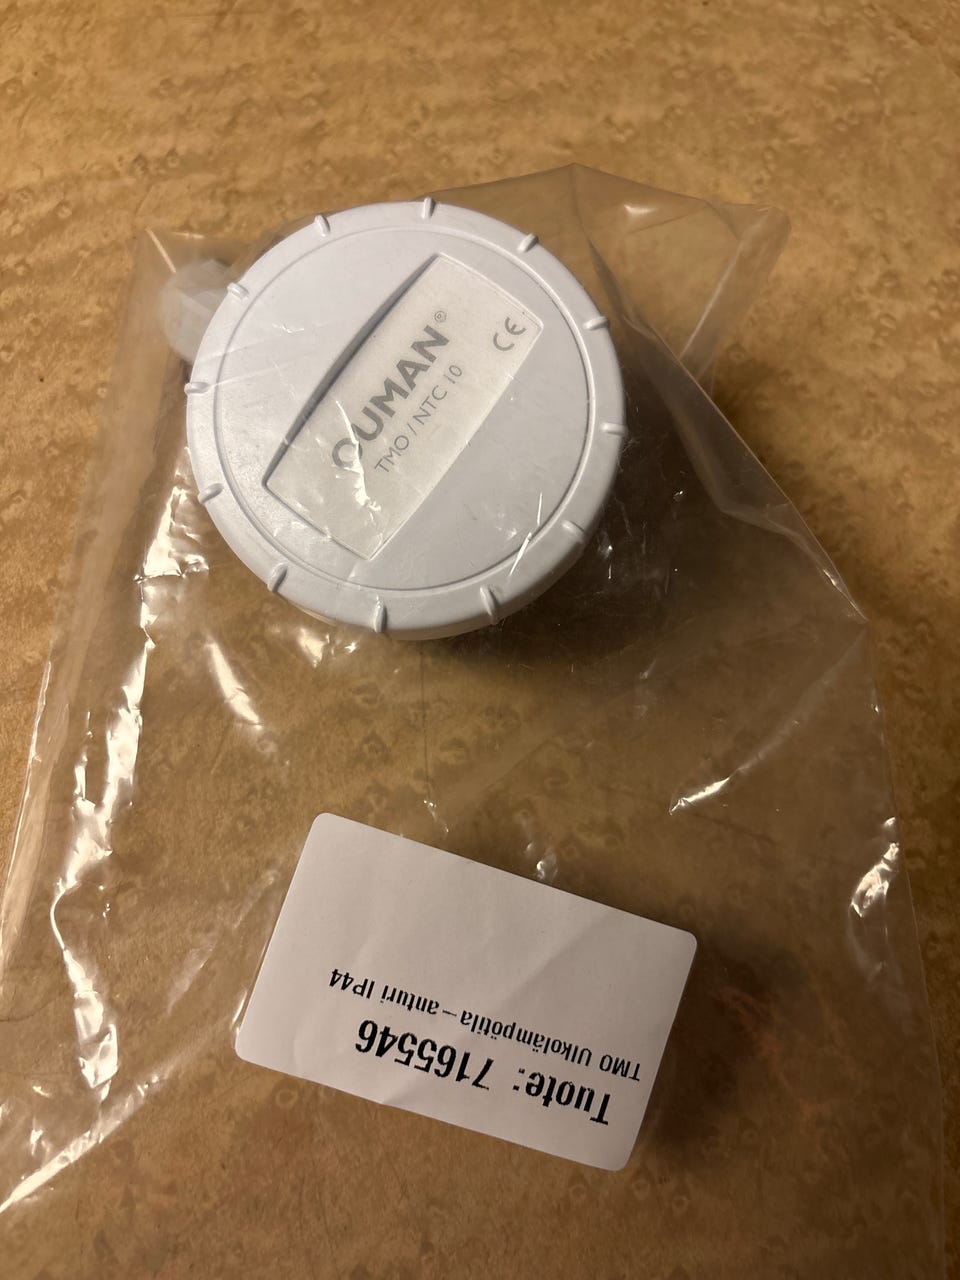 OUMAN®
TMO / NTC 10
CE
Tuote: 7165546
TMO Ulkolämpötila-anturi IP44